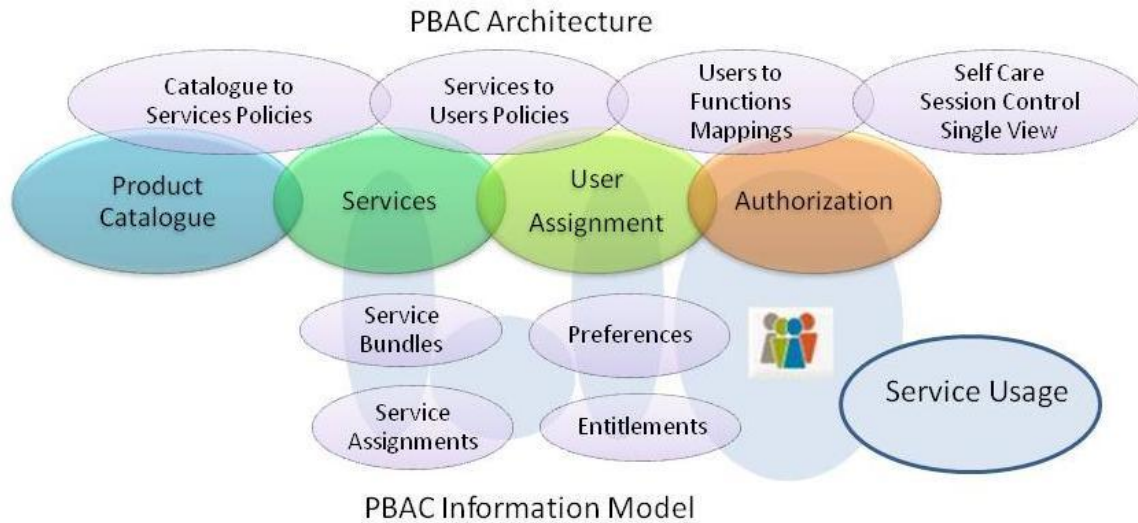 PBAC Architecture
Catalogue to
Services Policies
Services to
Users Policies
Users to
Functions
Mappings
Self Care
Session Control
Single View
Product
Catalogue
Services
User
Assignment
Authorization
Service
Bundles
Preferences
Service
Assignments
Entitlements
Service Usage
PBAC Information Model